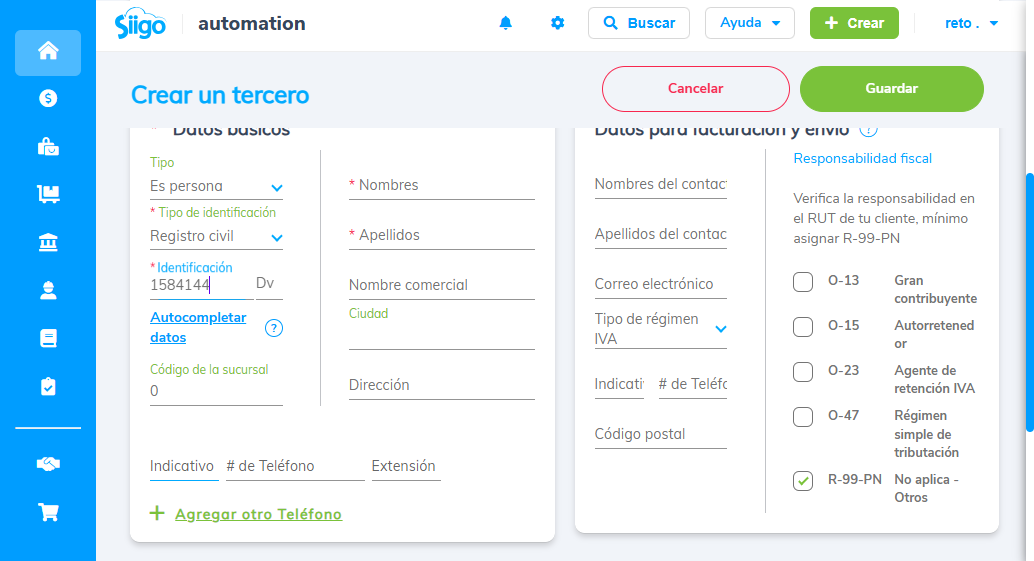 Siigo
automation
Buscar
Ayuda
Crear
reto .
Crear un tercero
Cancelar
Guardar
* Datos básicos
Tipo
Es persona
* Tipo de identificación
Registro civil
* Identificación
1584144
Dv
Autocompletar
datos
?
Código de la sucursal
0
* Nombres
* Apellidos
Nombre comercial
Ciudad
Dirección
Indicativo
# de Teléfono
Extensión
+ Agregar otro Teléfono
Datos para facturación y envío ?
Nombres del contac
Apellidos del contac
Correo electrónico
Tipo de régimen
IVA
Indicati
# de Teléfo
Código postal
Responsabilidad fiscal
Verifica la responsabilidad en
el RUT de tu cliente, mínimo
asignar R-99-PN
O-13 Gran
contribuyente
O-15 Autorretened
or
O-23 Agente de
retención IVA
O-47 Régimen
simple de
tributación
R-99-PN No aplica -
Otros